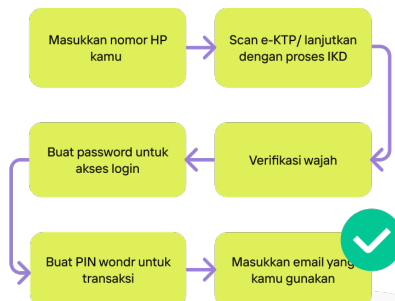 Masukkan nomor HP
kamu
Scan e-KTP/ lanjutkan
dengan proses IKD
Verifikasi wajah
Buat password untuk
akses login
Buat PIN wondr untuk
transaksi
Masukkan email yang
kamu gunakan